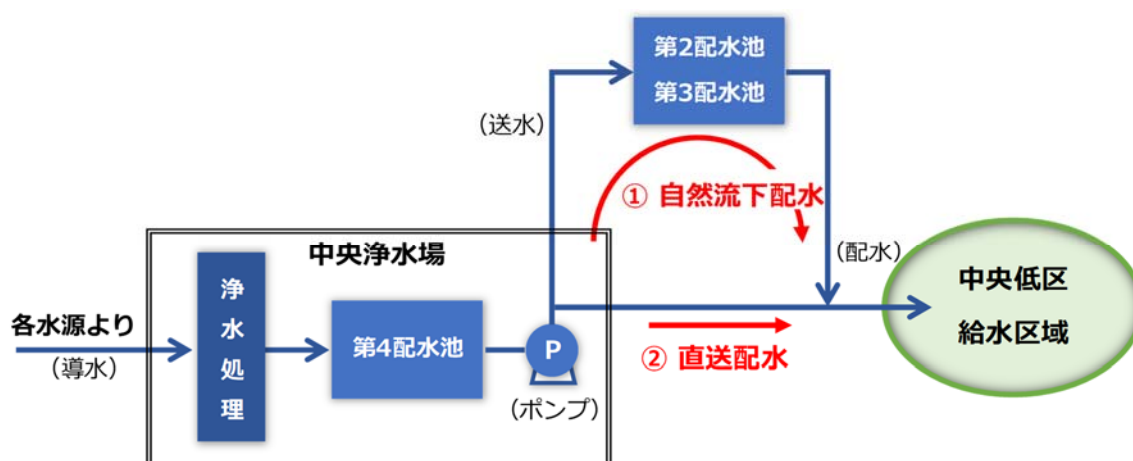 第2配水池
第3配水池
(送水)
① 自然流下配水
中央浄水場
(配水)
浄水処理
中央低区
給水区域
各水源より
(導水)
第4配水池
P
② 直送配水
(ポンプ)